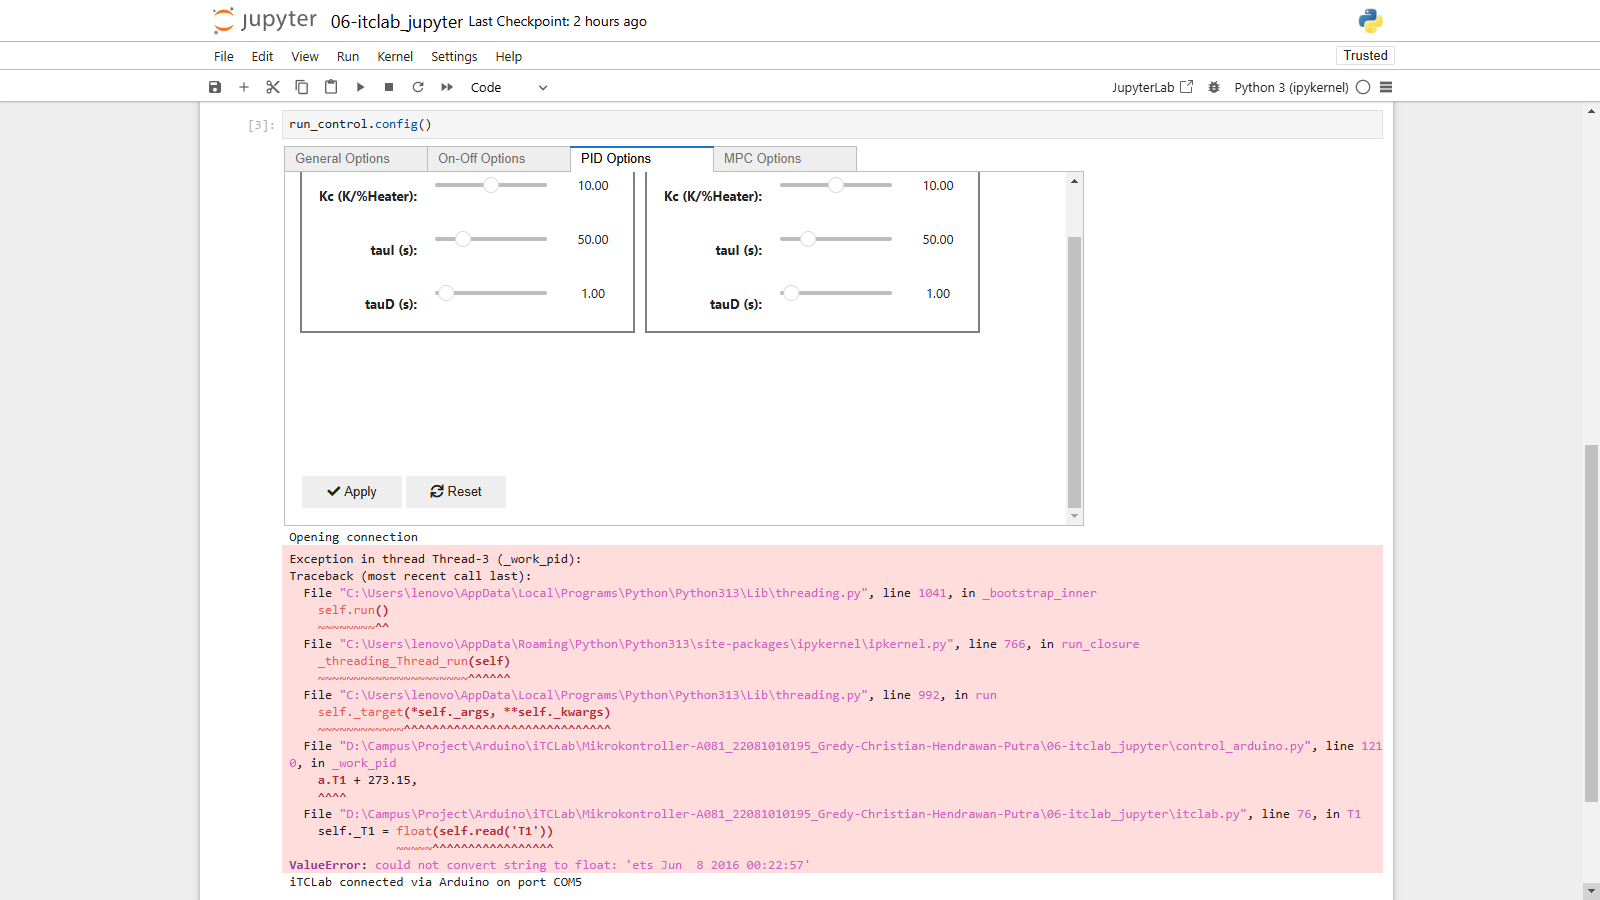 jupyter 06-itclab_jupyter Last Checkpoint: 2 hours ago
File Edit View Run Kernel Settings Help Trusted
Code JupyterLab Python 3 (ipykernel)
[3]: run_control.config()
General Options On-Off Options PID Options MPC Options
Kc (K/%Heater): 10.00 Kc (K/%Heater): 10.00
tauI (s): 50.00 tauI (s): 50.00
tauD (s): 1.00 tauD (s): 1.00
Apply Reset
Opening connection
Exception in thread Thread-3 (_work_pid):
Traceback (most recent call last):
  File "C:\Users\lenovo\AppData\Local\Programs\Python\Python313\Lib\threading.py", line 1041, in _bootstrap_inner
    self.run()
    ~~~~~~~~^^
  File "C:\Users\lenovo\AppData\Roaming\Python\Python313\site-packages\ipykernel\ipkernel.py", line 766, in run_closure
    _threading_Thread_run(self)
    ~~~~~~~~~~~~~~~~~~~~~^^^^^^
  File "C:\Users\lenovo\AppData\Local\Programs\Python\Python313\Lib\threading.py", line 992, in run
    self._target(*self._args, **self._kwargs)
    ~~~~~~~~~~~~^^^^^^^^^^^^^^^^^^^^^^^^^^^^^
  File "D:\Campus\Project\Arduino\iTCLab\Mikrokontroller-A081_22081010195_Gredy-Christian-Hendrawan-Putra\06-itclab_jupyter\control_arduino.py", line 121
0, in _work_pid
    a.T1 + 273.15,
    ^^^^
  File "D:\Campus\Project\Arduino\iTCLab\Mikrokontroller-A081_22081010195_Gredy-Christian-Hendrawan-Putra\06-itclab_jupyter\itclab.py", line 76, in T1
    self._T1 = float(self.read('T1'))
               ~~~~~^^^^^^^^^^^^^^^^^
ValueError: could not convert string to float: 'ets Jun  8 2016 00:22:57'
iTCLab connected via Arduino on port COM5